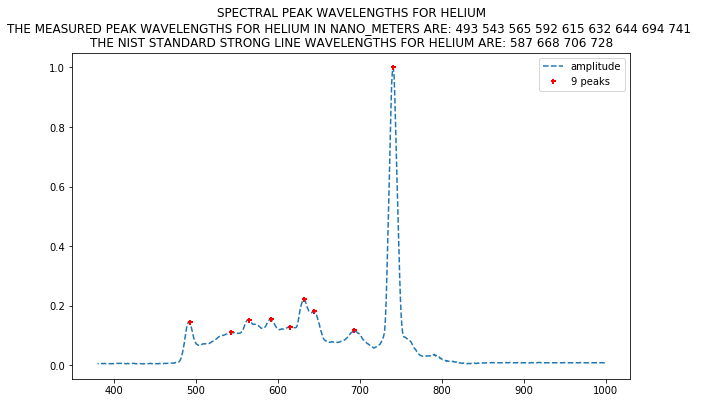 SPECTRAL PEAK WAVELENGTHS FOR HELIUM
THE MEASURED PEAK WAVELENGTHS FOR HELIUM IN NANO_METERS ARE: 493 543 565 592 615 632 644 694 741
THE NIST STANDARD STRONG LINE WAVELENGTHS FOR HELIUM ARE: 587 668 706 728
amplitude
9 peaks
1.0
0.8
0.6
0.4
0.2
0.0
400 500 600 700 800 900 1000